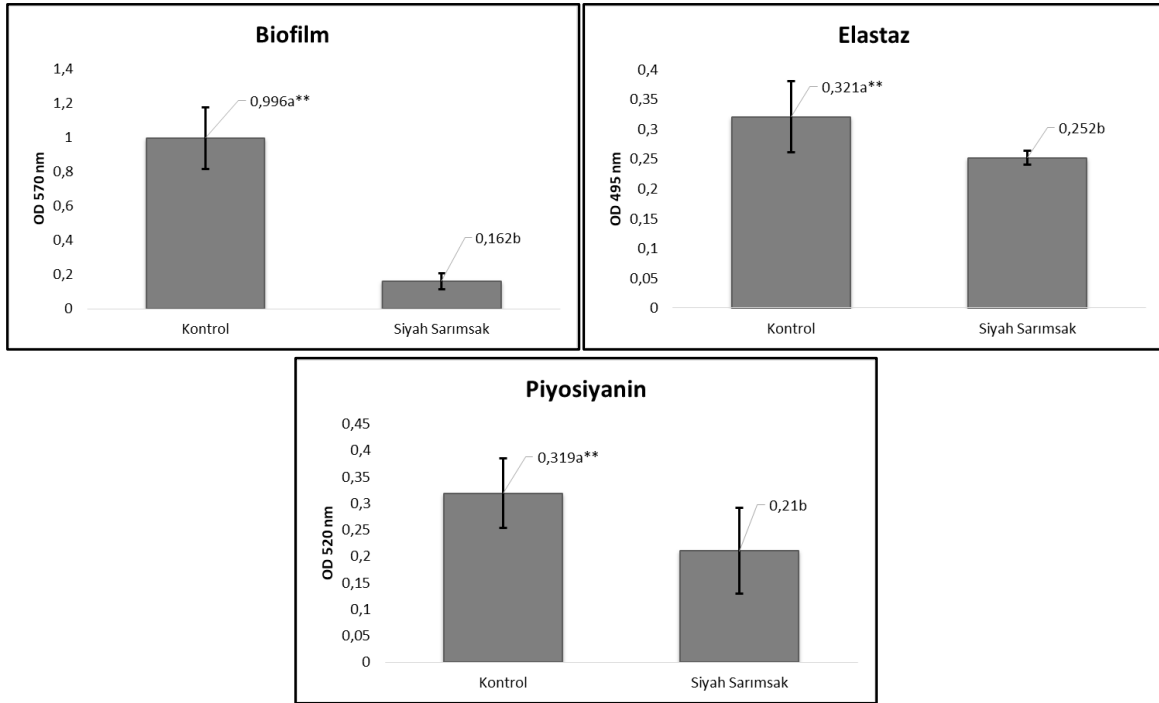 Biofilm
OD 570 nm
1,4
1,2
1
0,8
0,6
0,4
0,2
0
0,996a**
0,162b
Kontrol
Siyah Sarımsak
Elastaz
OD 495 nm
0,4
0,35
0,3
0,25
0,2
0,15
0,1
0,05
0
0,321a**
0,252b
Kontrol
Siyah Sarımsak
Piyosiyanin
OD 520 nm
0,45
0,4
0,35
0,3
0,25
0,2
0,15
0,1
0,05
0
0,319a**
0,21b
Kontrol
Siyah Sarımsak